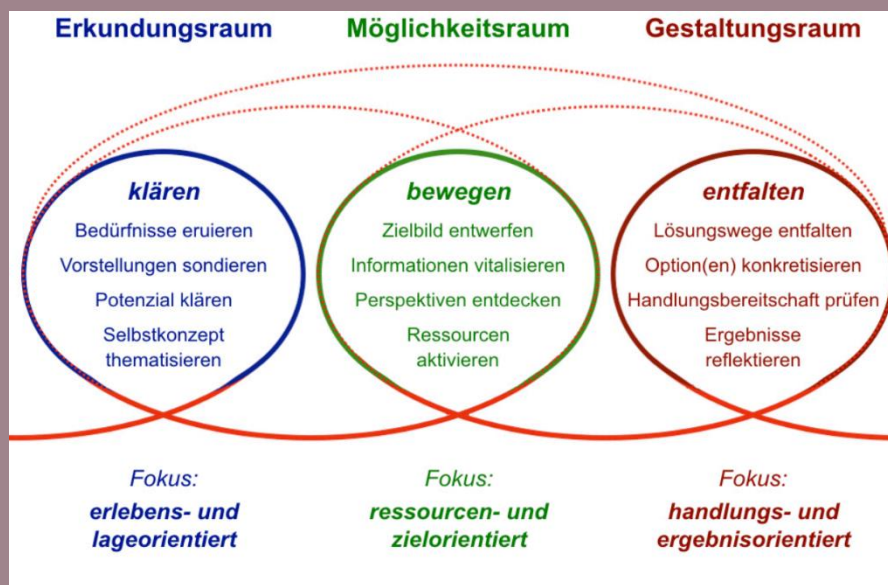 Erkundungsraum
Möglichkeitsraum
Gestaltungsraum
klären
Bedürfnisse eruieren
Vorstellungen sondieren
Potenzial klären
Selbstkonzept
thematisieren
bewegen
Zielbild entwerfen
Informationen vitalisieren
Perspektiven entdecken
Ressourcen
aktivieren
entfalten
Lösungswege entfalten
Option(en) konkretisieren
Handlungsbereitschaft prüfen
Ergebnisse
reflektieren
Fokus:
erlebens- und
lageorientiert
Fokus:
ressourcen- und
zielorientiert
Fokus:
handlungs- und
ergebnisorientiert